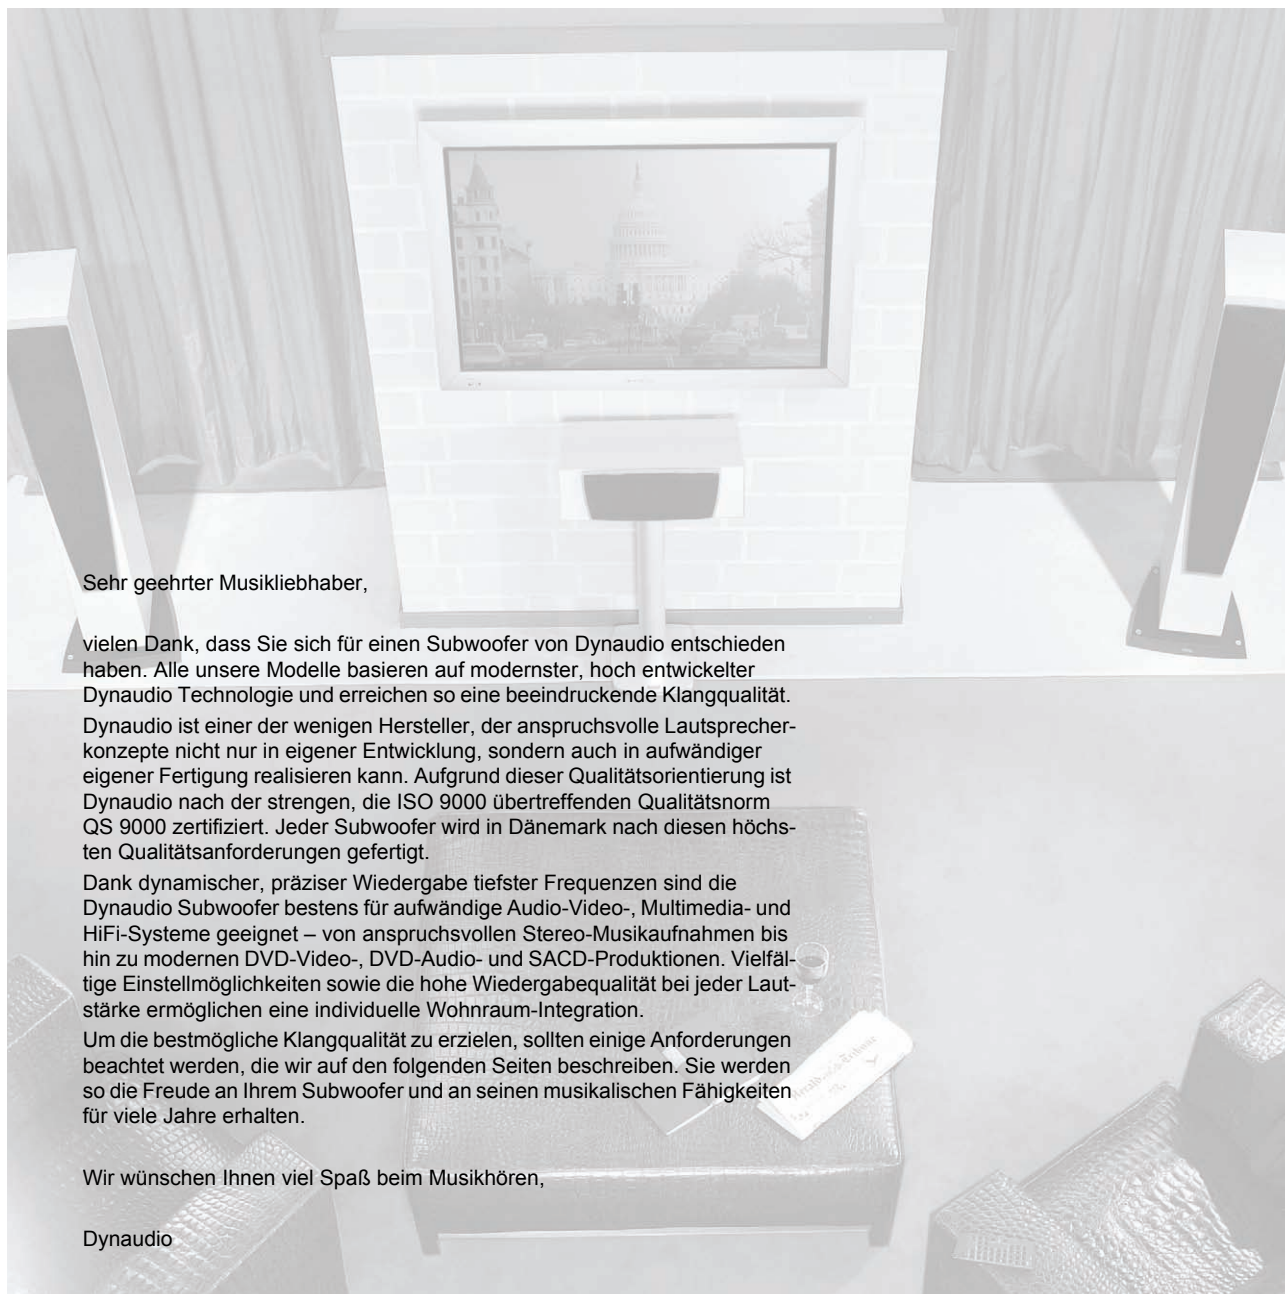 Sehr geehrter Musikliebhaber,
vielen Dank, dass Sie sich für einen Subwoofer von Dynaudio entschieden
haben. Alle unsere Modelle basieren auf modernster, hoch entwickelter
Dynaudio Technologie und erreichen so eine beeindruckende Klangqualität.
Dynaudio ist einer der wenigen Hersteller, der anspruchsvolle Lautsprecher-
konzepte nicht nur in eigener Entwicklung, sondern auch in aufwändiger
eigener Fertigung realisieren kann. Aufgrund dieser Qualitätsorientierung ist
Dynaudio nach der strengen, die ISO 9000 übertreffenden Qualitätsnorm
QS 9000 zertifiziert. Jeder Subwoofer wird in Dänemark nach diesen höchs-
ten Qualitätsanforderungen gefertigt.
Dank dynamischer, präziser Wiedergabe tiefster Frequenzen sind die
Dynaudio Subwoofer bestens für aufwändige Audio-Video-, Multimedia- und
HiFi-Systeme geeignet – von anspruchsvollen Stereo-Musikaufnahmen bis
hin zu modernen DVD-Video-, DVD-Audio- und SACD-Produktionen. Vielfäl-
tige Einstellmöglichkeiten sowie die hohe Wiedergabequalität bei jeder Laut-
stärke ermöglichen eine individuelle Wohnraum-Integration.
Um die bestmögliche Klangqualität zu erzielen, sollten einige Anforderungen
beachtet werden, die wir auf den folgenden Seiten beschreiben. Sie werden
so die Freude an Ihrem Subwoofer und an seinen musikalischen Fähigkeiten
für viele Jahre erhalten.
Wir wünschen Ihnen viel Spaß beim Musikhören,
Dynaudio